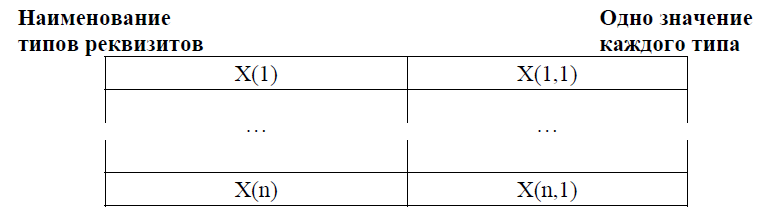 Наименование
типов реквизитов
Одно значение
каждого типа
X(1) X(1,1)
... ...
X(n) X(n,1)